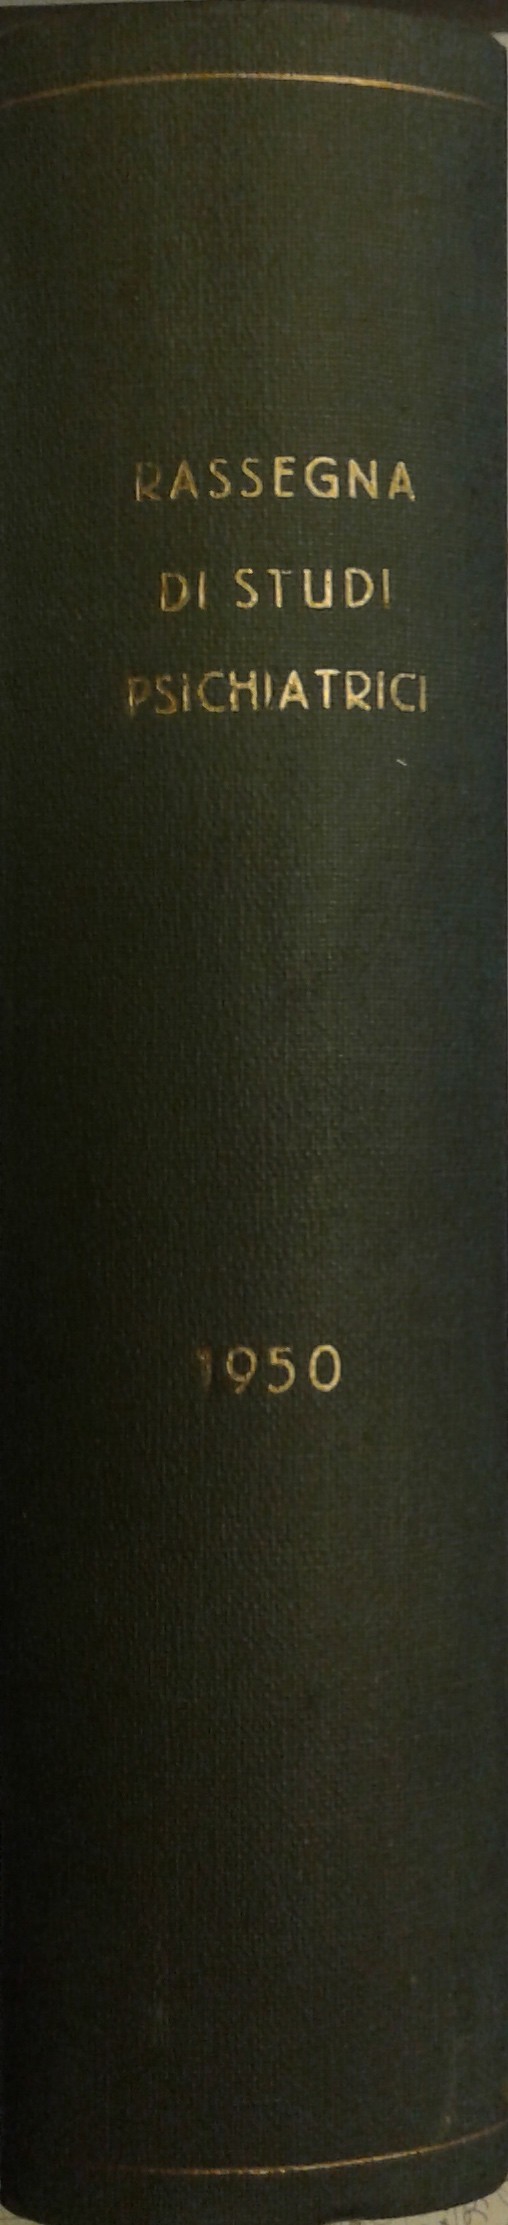 RASSEGNA
DI STUDI
PSICHIATRICI
1950